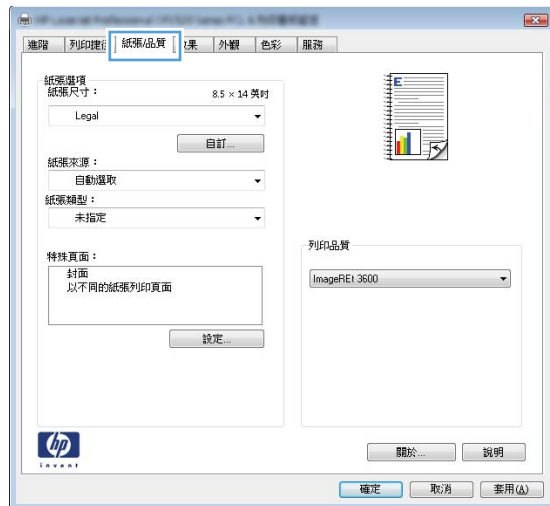 進階 列印捷徑 紙張/品質 效果 外觀 色彩 服務
紙張選項
紙張尺寸： 8.5 × 14 英吋
Legal
自訂...
紙張來源：
自動選取
紙張類型：
未指定
特殊頁面：
封面
以不同的紙張列印頁面
設定...
E
列印品質
ImageREt 3600
hp
invent
關於... 說明
確定 取消 套用(A)